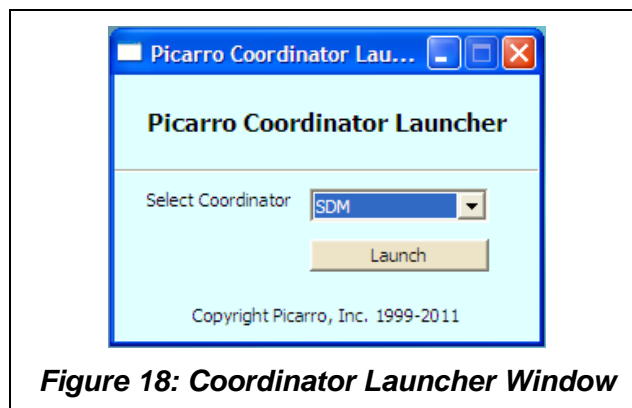 Picarro Coordinator Lau...
Picarro Coordinator Launcher
Select Coordinator SDM
Launch
Copyright Picarro, Inc. 1999-2011
Figure 18: Coordinator Launcher Window